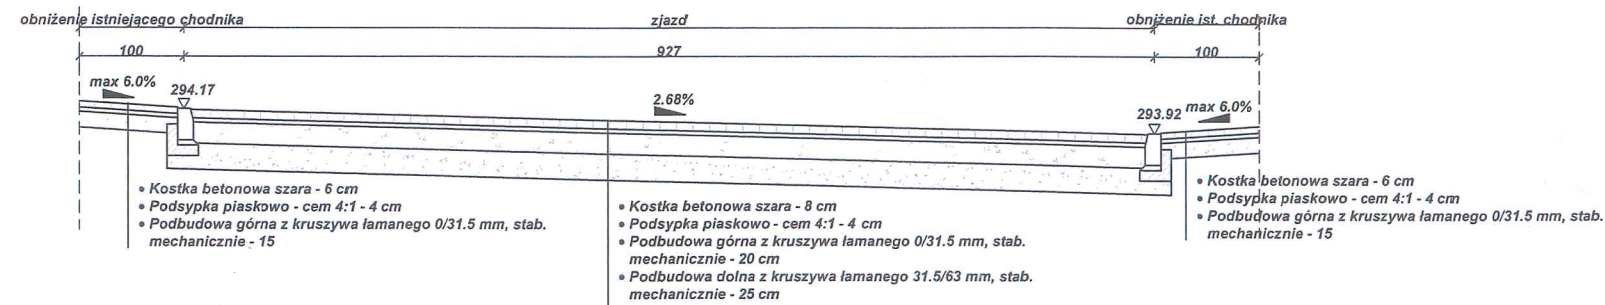 obniżenie istniejącego chodnika
zjazd
obniżenie ist. chodnika
100
927
100
max 6.0%
294.17
2.68%
293.92
max 6.0%
• Kostka betonowa szara - 6 cm
• Podsypka piaskowo - cem 4:1 - 4 cm
• Podbudowa górna z kruszywa łamanego 0/31.5 mm, stab.
mechanicznie - 15
• Kostka betonowa szara - 8 cm
• Podsypka piaskowo - cem 4:1 - 4 cm
• Podbudowa górna z kruszywa łamanego 0/31.5 mm, stab.
mechanicznie - 20 cm
• Podbudowa dolna z kruszywa łamanego 31.5/63 mm, stab.
mechanicznie - 25 cm
• Kostka betonowa szara - 6 cm
• Podsypka piaskowo - cem 4:1 - 4 cm
• Podbudowa górna z kruszywa łamanego 0/31.5 mm, stab.
mechanicznie - 15